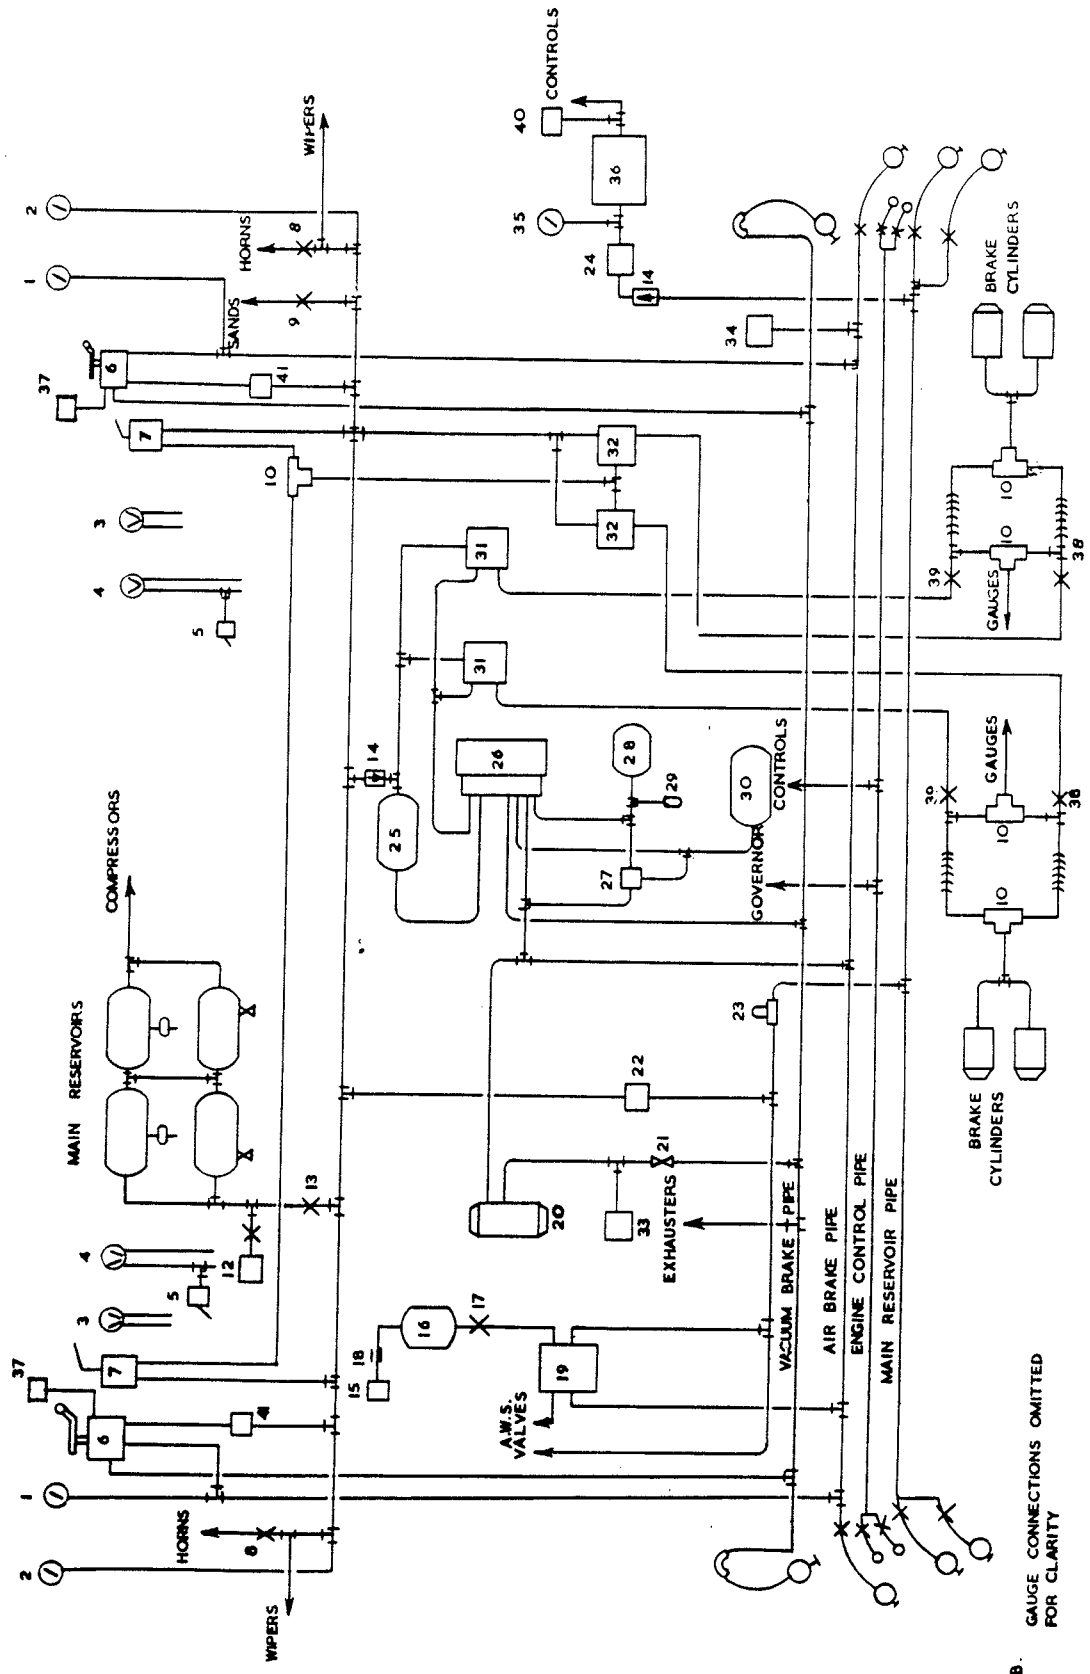 MAIN RESERVOIRS
COMPRESSORS
HORNS
WIPERS
HORNS
SANDS
WIPERS
CONTROLS
A.W.S.
VALVES
EXHAUSTERS
GOVERNOR
CONTROLS
VACUUM BRAKE PIPE
AIR BRAKE PIPE
ENGINE CONTROL PIPE
MAIN RESERVOIR PIPE
BRAKE
CYLINDERS
GAUGES
GAUGES
BRAKE
CYLINDERS
B.
GAUGE CONNECTIONS OMITTED
FOR CLARITY
2
1
37
6
41
8
7
3
4
5
12
13
3
4
5
10
7
37
6
41
1
2
9
8
15
18
16
17
19
20
33
21
22
23
14
25
26
27
28
29
30
31
31
32
32
34
14
24
35
36
40
10
10
39
38
10
10
39
38